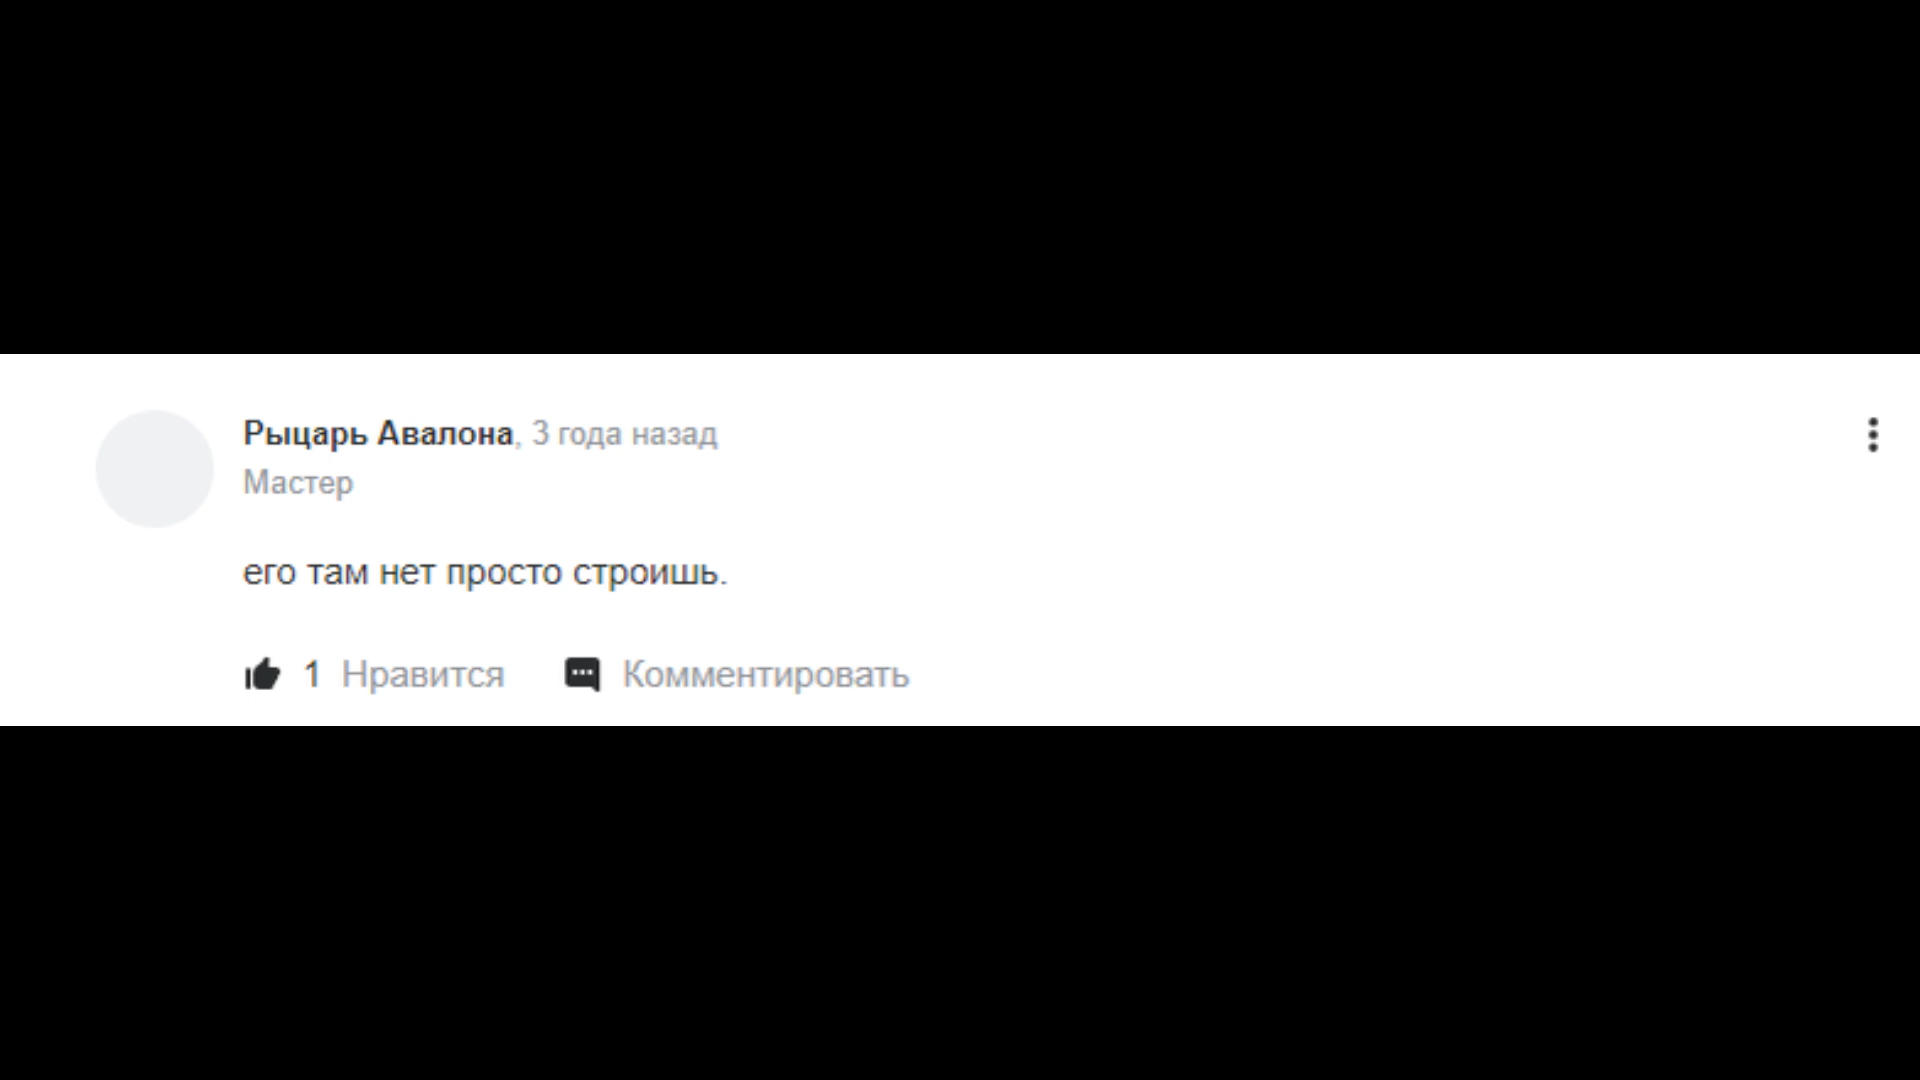 Рыцарь Авалона, 3 года назад
Мастер
его там нет просто строишь.
1 Нравится Комментировать